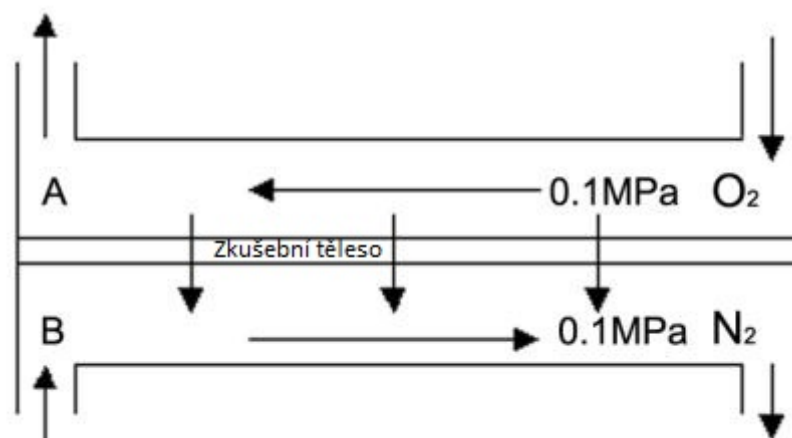 A 0.1MPa O₂
Zkušební těleso
B 0.1MPa N₂